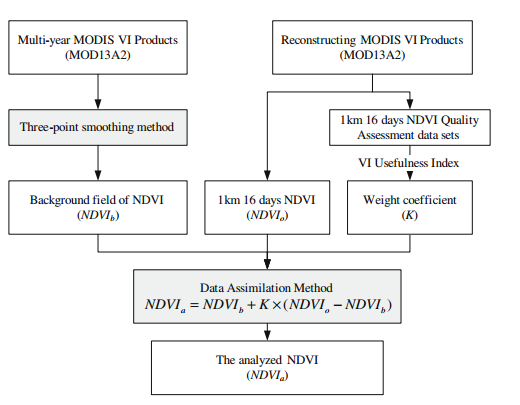 Multi-year MODIS VI Products
(MOD13A2)
Reconstructing MODIS VI Products
(MOD13A2)
Three-point smoothing method
1km 16 days NDVI Quality
Assessment data sets
VI Usefulness Index
Background field of NDVI
(NDVI_b)
1km 16 days NDVI
(NDVI_o)
Weight coefficient
(K)
Data Assimilation Method
NDVI_a = NDVI_b + K × (NDVI_o − NDVI_b)
The analyzed NDVI
(NDVI_a)